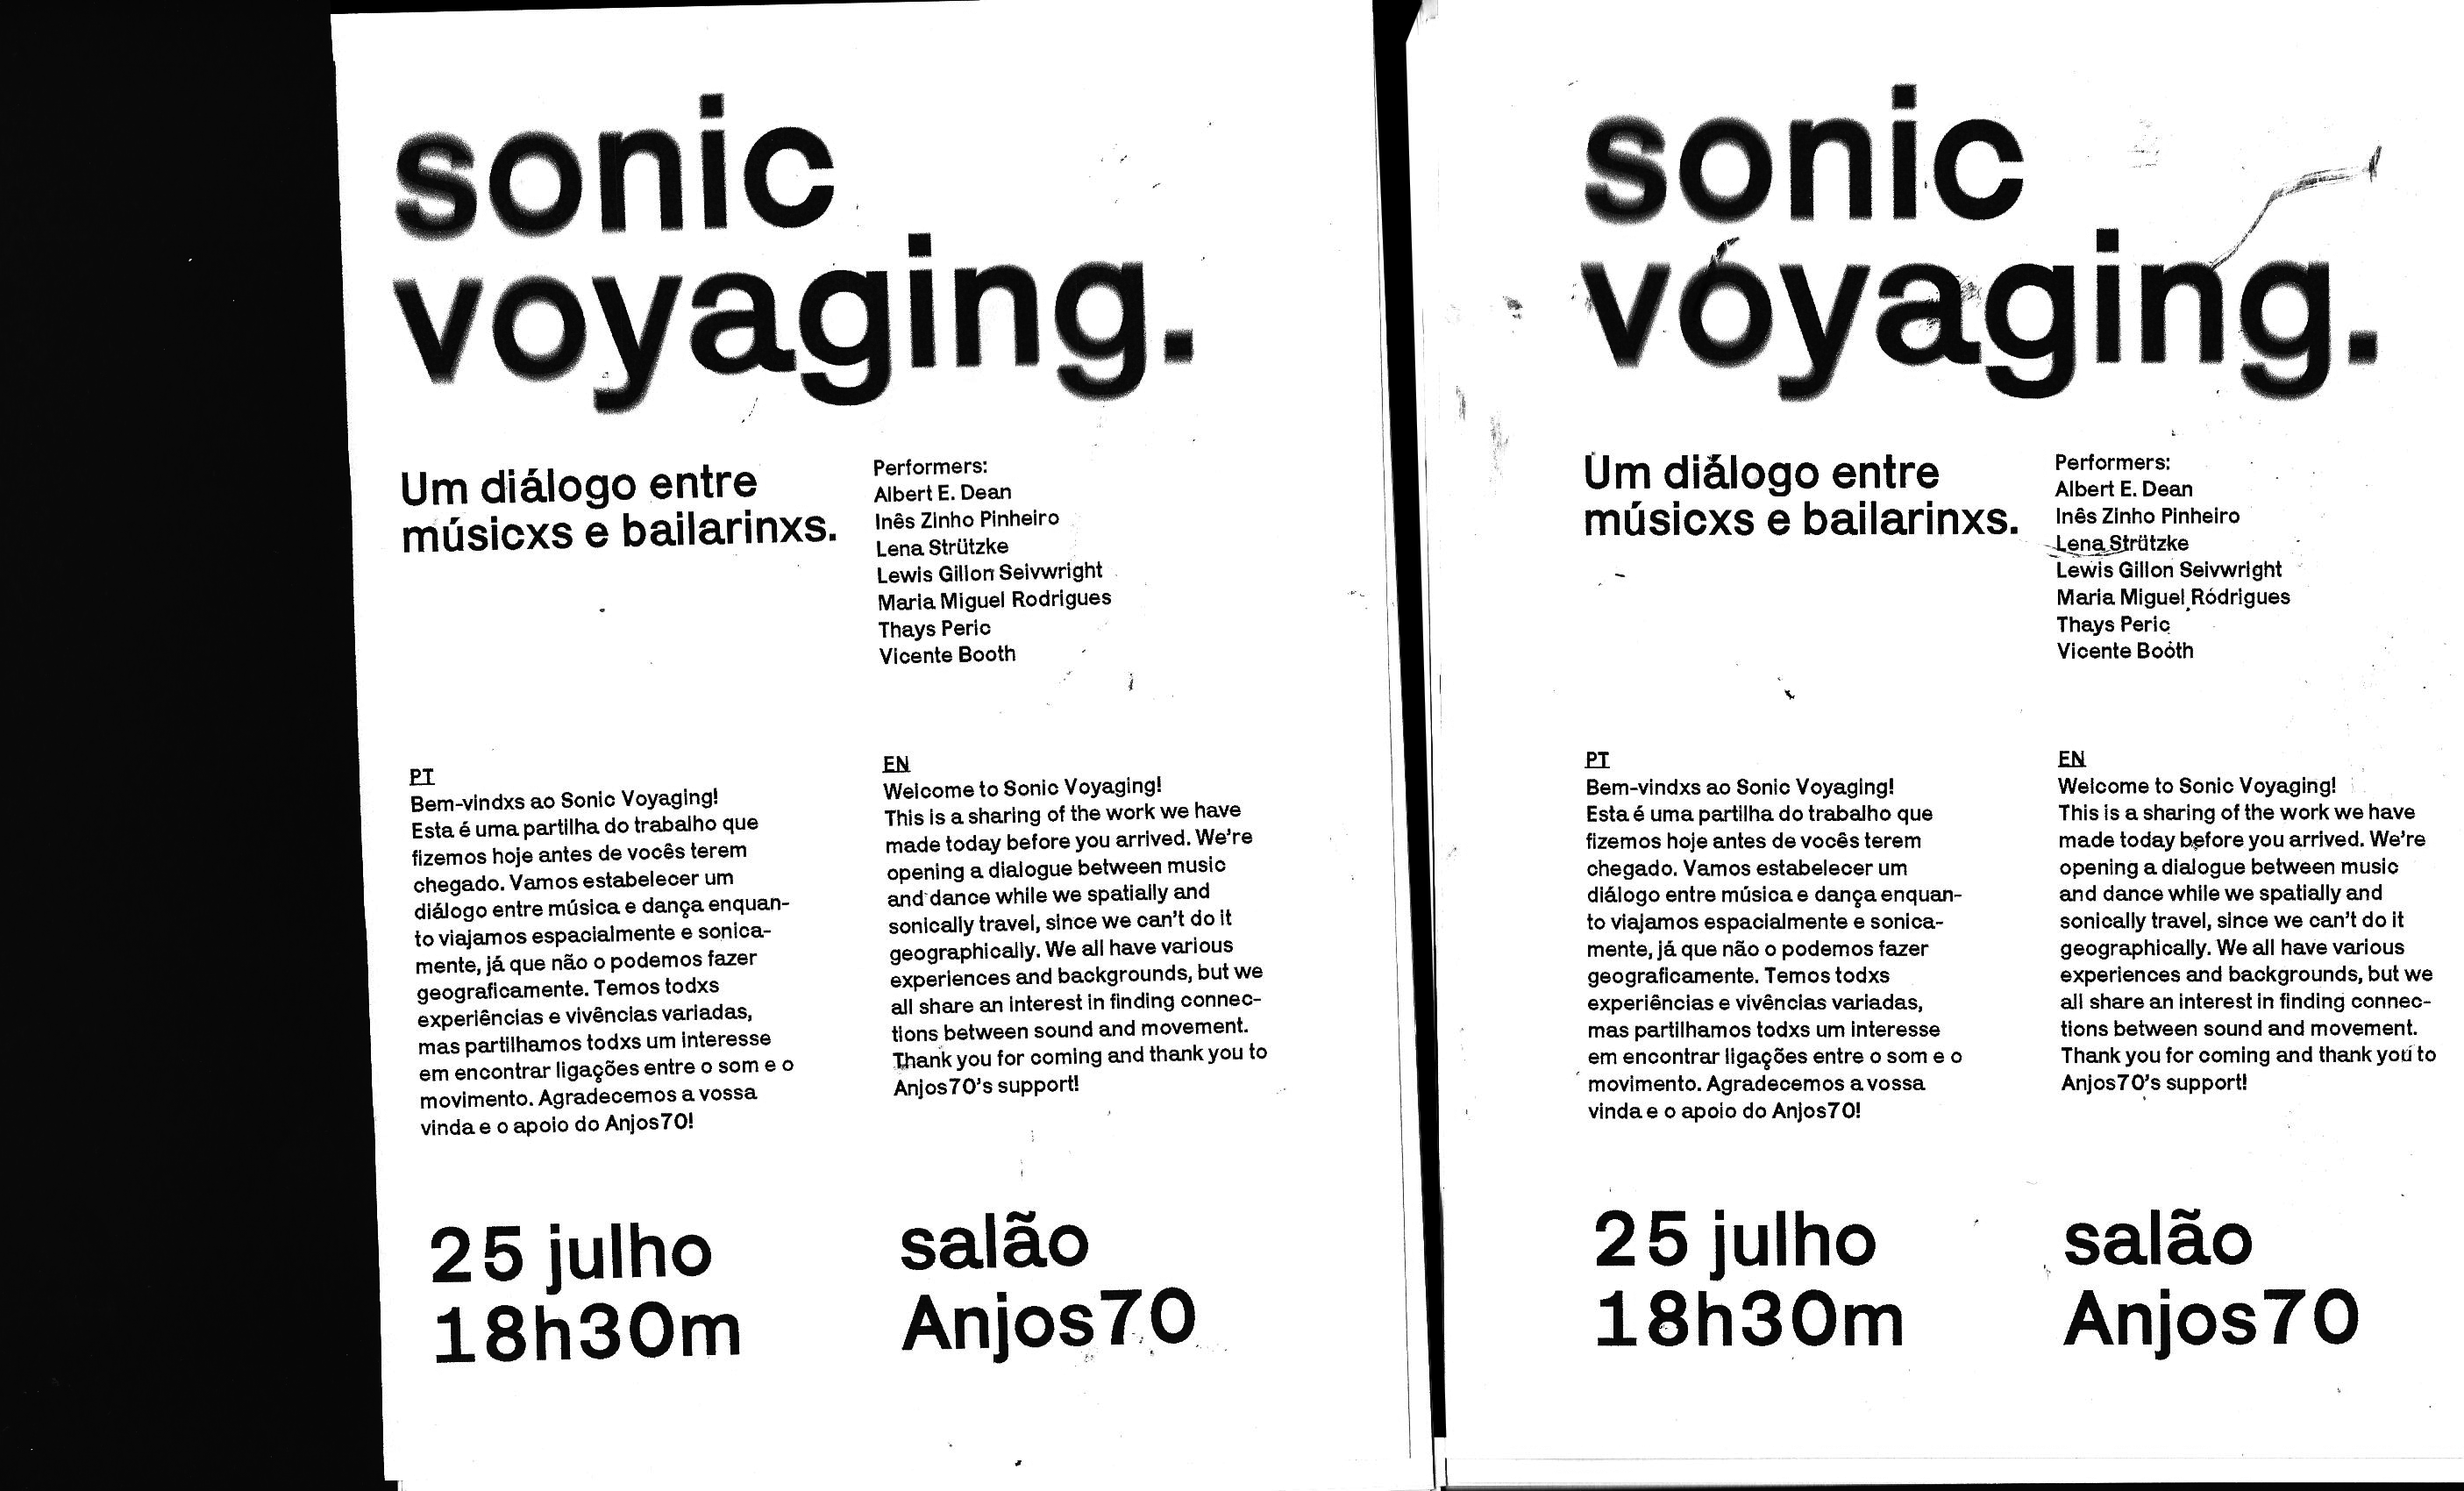 sonic
voyaging.
Um diálogo entre
músicxs e bailarinxs.
Performers:
Albert E. Dean
Inês Zinho Pinheiro
Lena Strützke
Lewis Gillon Seivwright
Maria Miguel Rodrigues
Thays Peric
Vicente Booth
PT
Bem-vindxs ao Sonic Voyaging!
Esta é uma partilha do trabalho que
fizemos hoje antes de vocês terem
chegado. Vamos estabelecer um
diálogo entre música e dança enquan-
to viajamos espacialmente e sonica-
mente, já que não o podemos fazer
geograficamente. Temos todxs
experiências e vivências variadas,
mas partilhamos todxs um interesse
em encontrar ligações entre o som e o
movimento. Agradecemos a vossa
vinda e o apoio do Anjos70!
EN
Welcome to Sonic Voyaging!
This is a sharing of the work we have
made today before you arrived. We're
opening a dialogue between music
and dance while we spatially and
sonically travel, since we can't do it
geographically. We all have various
experiences and backgrounds, but we
all share an interest in finding connec-
tions between sound and movement.
Thank you for coming and thank you to
Anjos70's support!
25 julho
18h30m
salão
Anjos70
sonic
voyaging.
Um diálogo entre
músicxs e bailarinxs.
Performers:
Albert E. Dean
Inês Zinho Pinheiro
Lena Strützke
Lewis Gillon Seivwright
Maria Miguel Rodrigues
Thays Peric
Vicente Booth
PT
Bem-vindxs ao Sonic Voyaging!
Esta é uma partilha do trabalho que
fizemos hoje antes de vocês terem
chegado. Vamos estabelecer um
diálogo entre música e dança enquan-
to viajamos espacialmente e sonica-
mente, já que não o podemos fazer
geograficamente. Temos todxs
experiências e vivências variadas,
mas partilhamos todxs um interesse
em encontrar ligações entre o som e o
movimento. Agradecemos a vossa
vinda e o apoio do Anjos70!
EN
Welcome to Sonic Voyaging!
This is a sharing of the work we have
made today before you arrived. We're
opening a dialogue between music
and dance while we spatially and
sonically travel, since we can't do it
geographically. We all have various
experiences and backgrounds, but we
all share an interest in finding connec-
tions between sound and movement.
Thank you for coming and thank you to
Anjos70's support!
25 julho
18h30m
salão
Anjos70